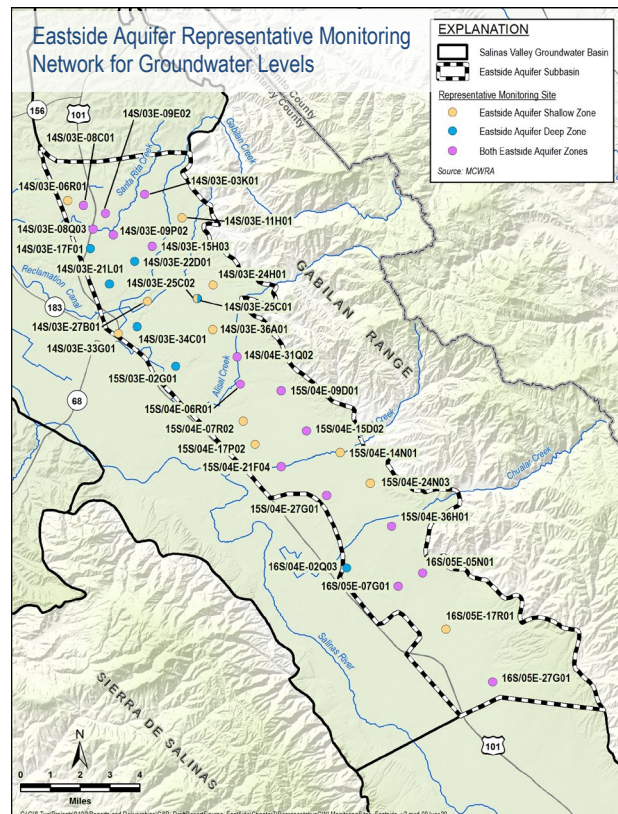 Eastside Aquifer Representative Monitoring
Network for Groundwater Levels
EXPLANATION
Salinas Valley Groundwater Basin
Eastside Aquifer Subbasin
Representative Monitoring Site
Eastside Aquifer Shallow Zone
Eastside Aquifer Deep Zone
Both Eastside Aquifer Zones
Source: MCWRA
County
County
156
101
14S/03E-09E02
14S/03E-08C01
Gabilan Creek
Santa Rita Creek
14S/03E-06R01
14S/03E-03K01
14S/03E-11H01
14S/03E-08Q03
14S/03E-09P02
14S/03E-17F01
14S/03E-15H03
14S/03E-22D01
14S/03E-21L01
14S/03E-24H01
14S/03E-25C02
Reclamation Canal
14S/03E-25C01
GABILAN RANGE
183
14S/03E-27B01
14S/03E-36A01
14S/03E-34C01
14S/03E-33G01
14S/04E-31Q02
15S/03E-02G01
Alisal Creek
15S/04E-09D01
68
15S/04E-06R01
Creek
15S/04E-07R02
15S/04E-15D02
15S/04E-17P02
15S/04E-14N01
Chualar Creek
15S/04E-21F04
15S/04E-24N03
15S/04E-27G01
15S/04E-36H01
16S/04E-02Q03
16S/05E-05N01
16S/05E-07G01
16S/05E-17R01
Salinas River
16S/05E-27G01
SIERRA DE SALINAS
N
101
0 1 2 3 4
Miles